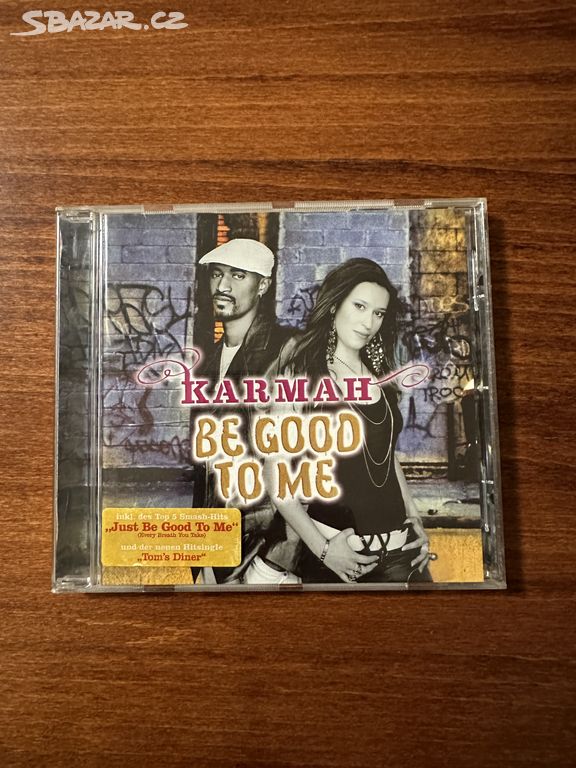 SBAZAR.CZ
KARMAH
BE GOOD
TO ME
inkl. des Top 5 Smash-Hits
„Just Be Good To Me“
(Every Breath You Take)
und der neuen Hitsingle
„Tom's Diner“